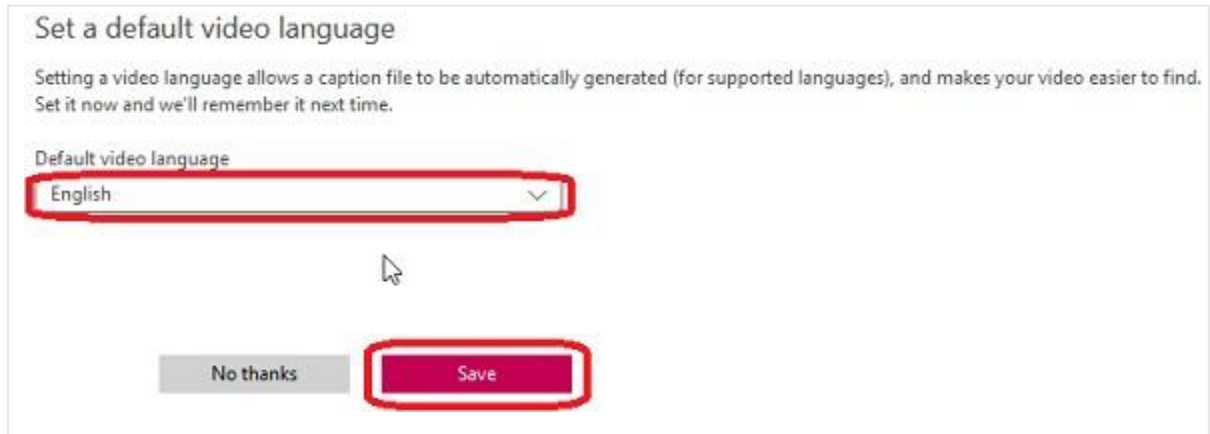 Set a default video language
Setting a video language allows a caption file to be automatically generated (for supported languages), and makes your video easier to find.
Set it now and we'll remember it next time.
Default video language
English
No thanks
Save